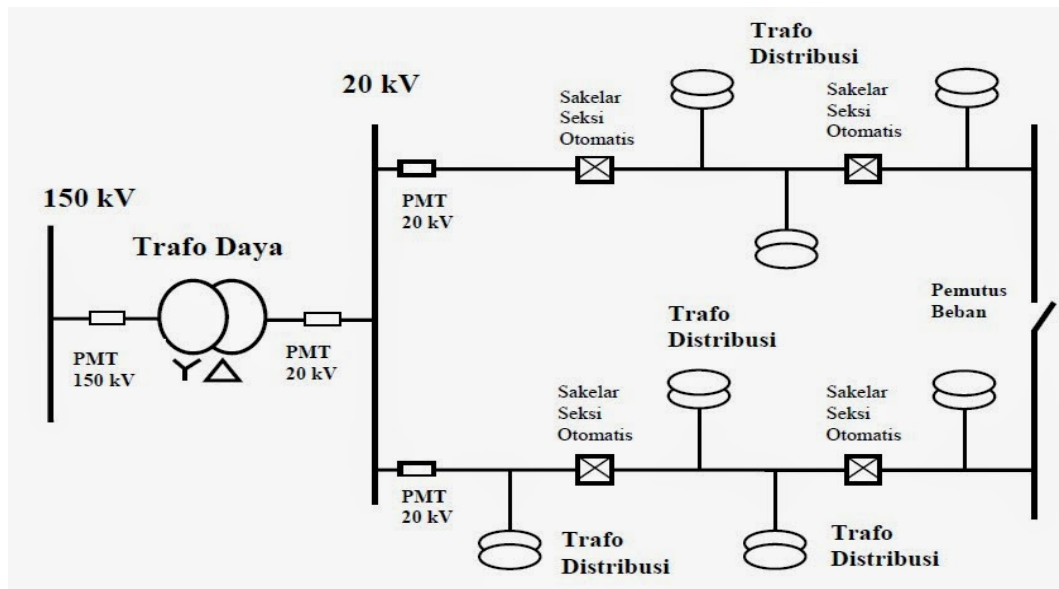 Trafo
Distribusi
20 kV
Sakelar
Seksi
Otomatis
Sakelar
Seksi
Otomatis
150 kV
PMT
20 kV
Trafo Daya
Pemutus
Beban
Trafo
Distribusi
PMT
150 kV
PMT
20 kV
Sakelar
Seksi
Otomatis
Sakelar
Seksi
Otomatis
PMT
20 kV
Trafo
Distribusi
Trafo
Distribusi